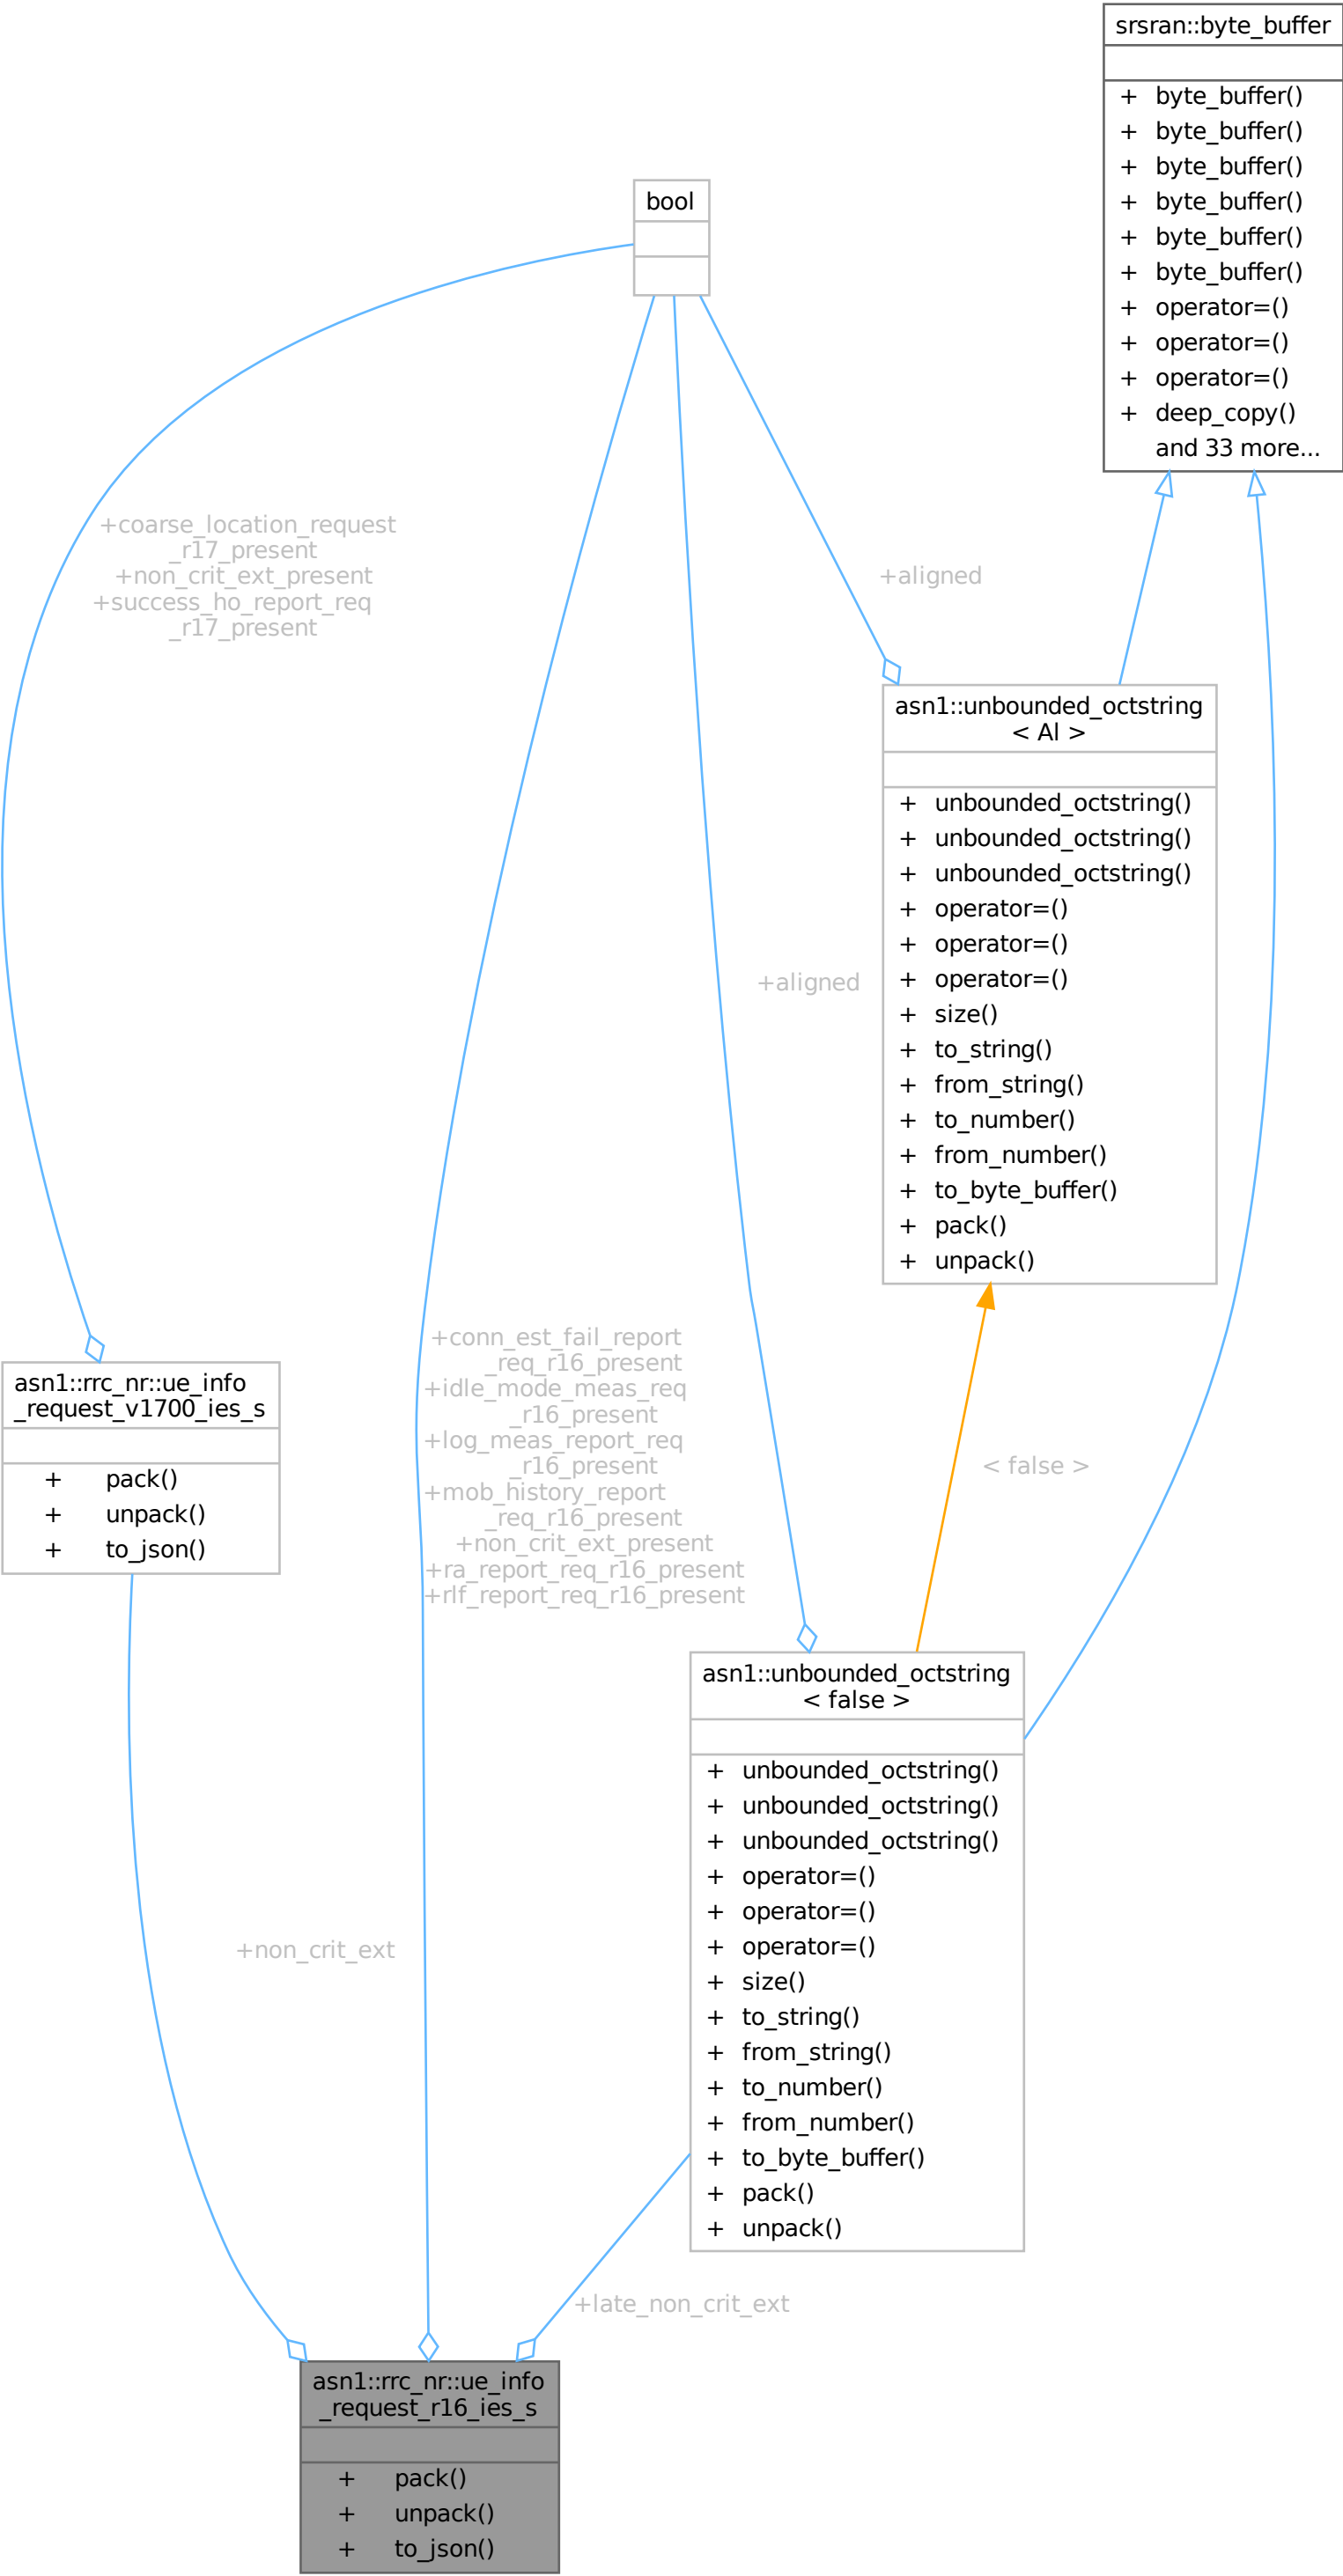 srsran::byte_buffer
+ byte_buffer()
+ byte_buffer()
+ byte_buffer()
+ byte_buffer()
+ byte_buffer()
+ byte_buffer()
+ operator=()
+ operator=()
+ operator=()
+ deep_copy()
and 33 more...
bool
+coarse_location_request
_r17_present
+non_crit_ext_present
+success_ho_report_req
_r17_present
+aligned
asn1::unbounded_octstring
< Al >
+ unbounded_octstring()
+ unbounded_octstring()
+ unbounded_octstring()
+ operator=()
+ operator=()
+ operator=()
+ size()
+ to_string()
+ from_string()
+ to_number()
+ from_number()
+ to_byte_buffer()
+ pack()
+ unpack()
+aligned
asn1::rrc_nr::ue_info
_request_v1700_ies_s
+ pack()
+ unpack()
+ to_json()
+conn_est_fail_report
_req_r16_present
+idle_mode_meas_req
_r16_present
+log_meas_report_req
_r16_present
+mob_history_report
_req_r16_present
+non_crit_ext_present
+ra_report_req_r16_present
+rlf_report_req_r16_present
< false >
asn1::unbounded_octstring
< false >
+ unbounded_octstring()
+ unbounded_octstring()
+ unbounded_octstring()
+ operator=()
+ operator=()
+ operator=()
+ size()
+ to_string()
+ from_string()
+ to_number()
+ from_number()
+ to_byte_buffer()
+ pack()
+ unpack()
+non_crit_ext
+late_non_crit_ext
asn1::rrc_nr::ue_info
_request_r16_ies_s
+ pack()
+ unpack()
+ to_json()